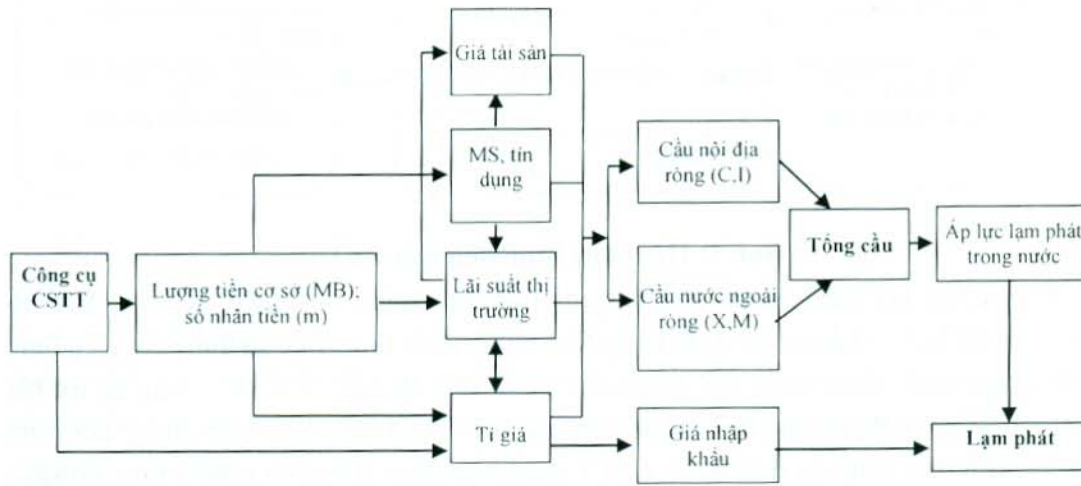 Giá tài sản
MS, tín
dụng
Cầu nội địa
ròng (C,I)
Công cụ
CSTT
Lượng tiền cơ sở (MB);
số nhân tiền (m)
Lãi suất thị
trường
Cầu nước ngoài
ròng (X,M)
Tổng cầu
Áp lực lạm phát
trong nước
Tỉ giá
Giá nhập
khẩu
Lạm phát